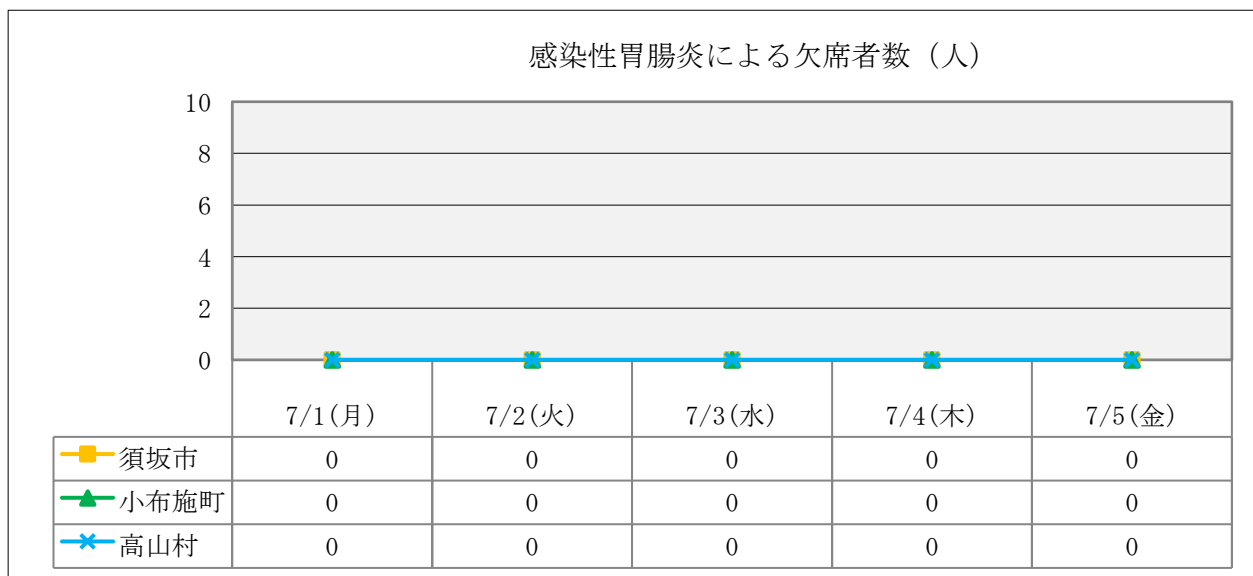 感染性胃腸炎による欠席者数（人）
10
8
6
4
2
0
7/1(月) 7/2(火) 7/3(水) 7/4(木) 7/5(金)
須坂市 0 0 0 0 0
小布施町 0 0 0 0 0
高山村 0 0 0 0 0